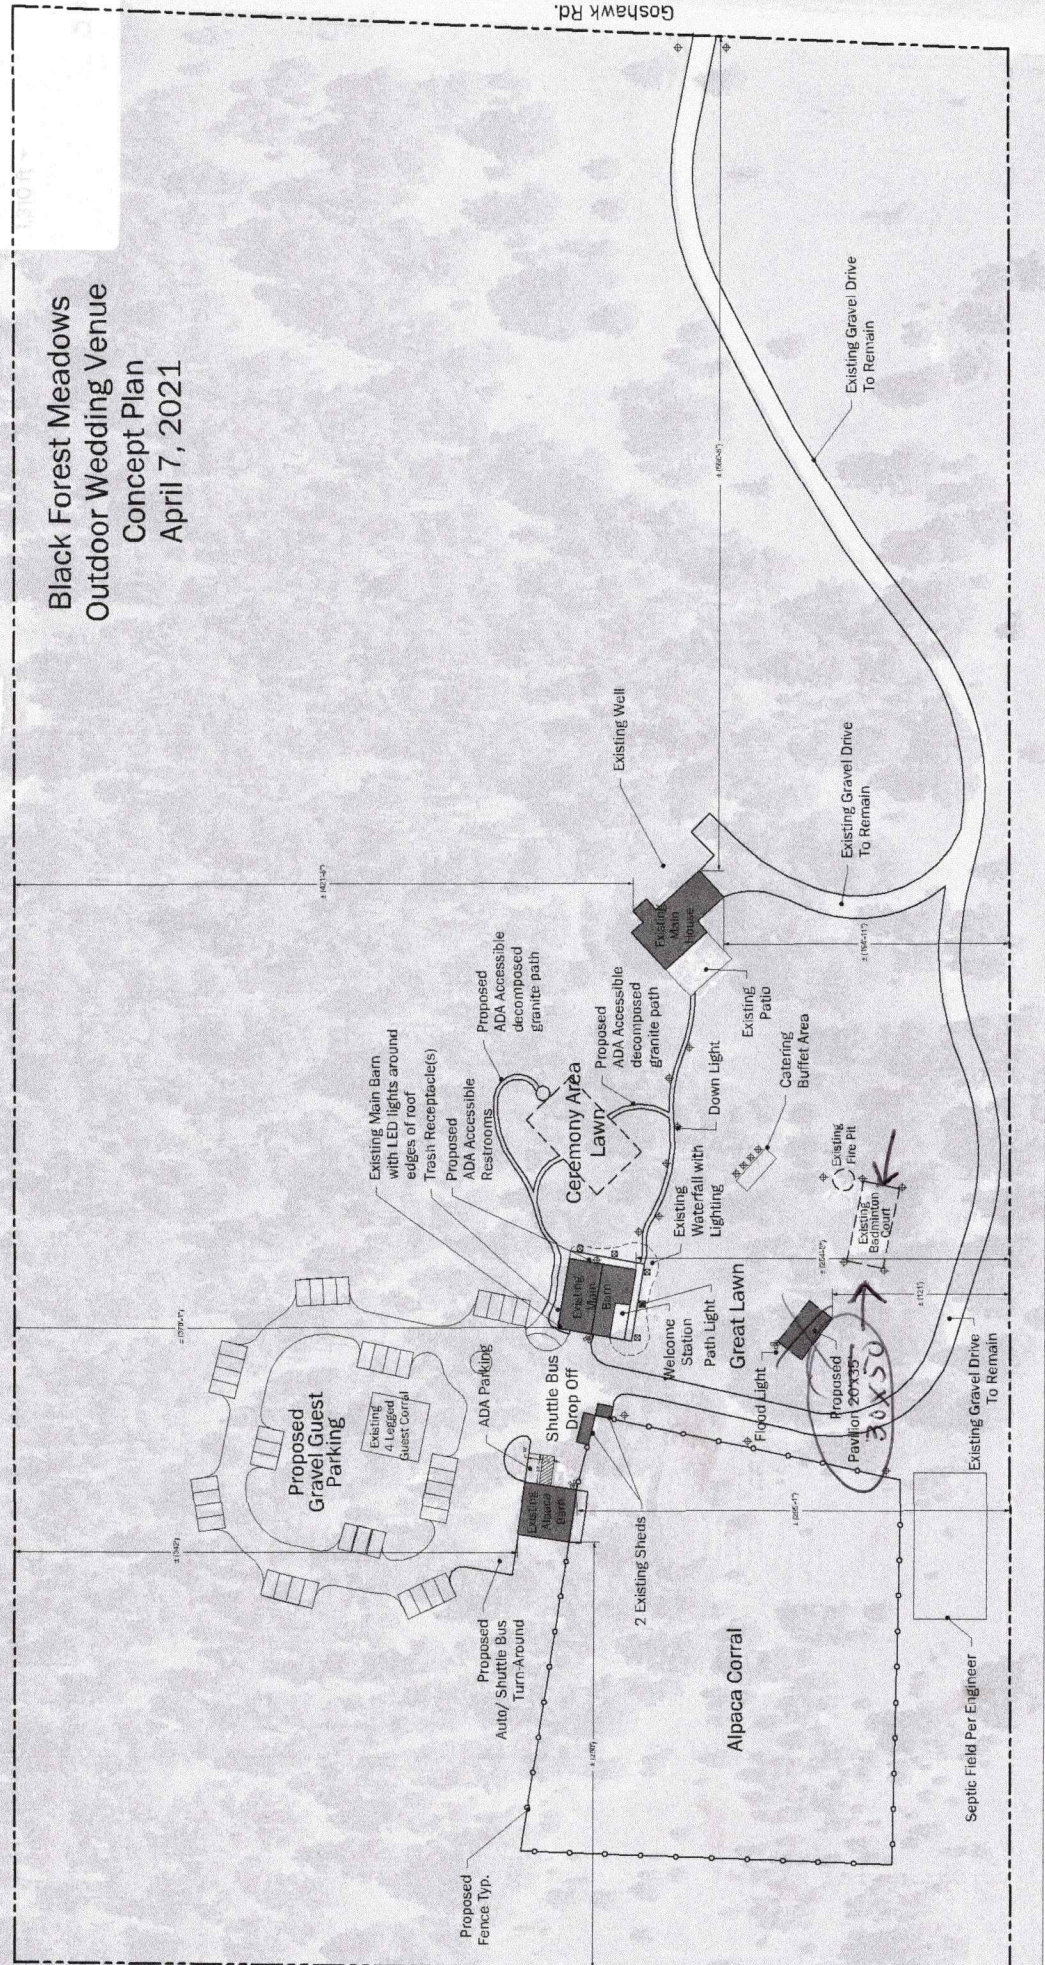 Goshawk Rd.
Black Forest Meadows
Outdoor Wedding Venue
Concept Plan
April 7, 2021
Existing Gravel Drive
To Remain
Existing Well
Existing Gravel Drive
To Remain
Existing
Main
House
Existing
Patio
Proposed
ADA Accessible
decomposed
granite path
Proposed
ADA Accessible
decomposed
granite path
Ceremony Area
Lawn
Down Light
Catering
Buffet Area
Existing Main Barn
with LED lights around
edges of roof
Trash Receptacle(s)
Proposed
ADA Accessible
Restrooms
Existing
Waterfall with
Lighting
Existing
Fire Pit
Existing
Badminton
Court
Existing
Main
Barn
Welcome
Station
Path Light
Great Lawn
Flood Light
Proposed
Pavilion 20'x35'
30x50
Existing Gravel Drive
To Remain
Shuttle Bus
Drop Off
ADA Parking
Existing
4 Legged
Guest Corral
Proposed
Gravel Guest
Parking
Existing
Alpaca
Barn
2 Existing Sheds
Proposed
Auto/ Shuttle Bus
Turn-Around
Alpaca Corral
Septic Field Per Engineer
Proposed
Fence Typ.